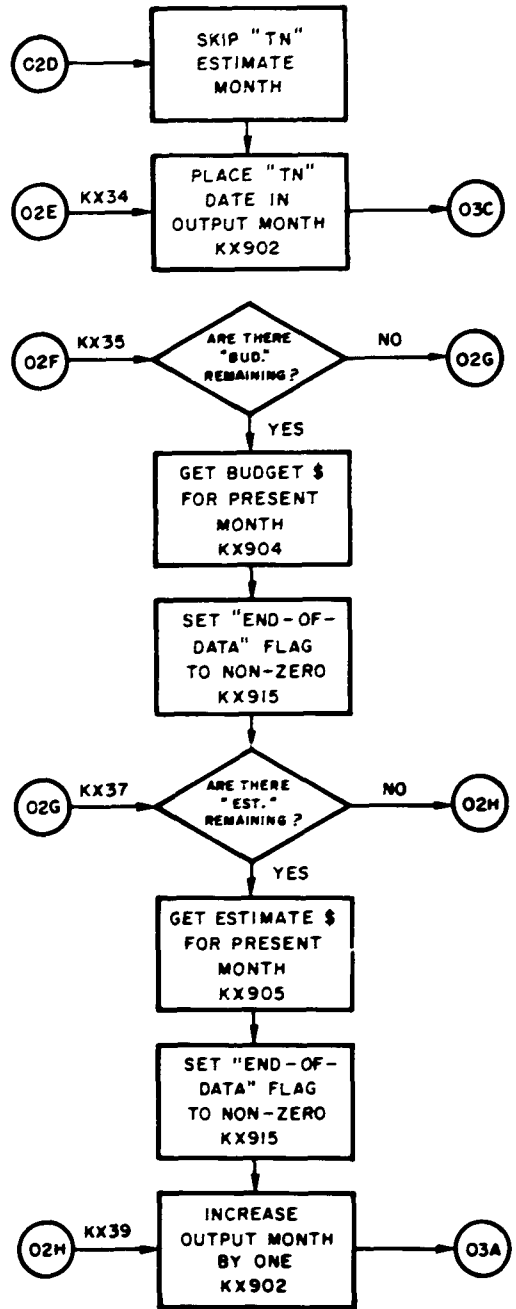 SKIP "TN"
ESTIMATE
MONTH
O2D
PLACE "TN"
DATE IN
OUTPUT MONTH
KX902
O2E
KX34
O3C
O2F
KX35
ARE THERE
"BUD."
REMAINING?
NO
O2G
YES
GET BUDGET $
FOR PRESENT
MONTH
KX904
SET "END-OF-
DATA" FLAG
TO NON-ZERO
KX915
O2G
KX37
ARE THERE
"EST."
REMAINING?
NO
O2H
YES
GET ESTIMATE $
FOR PRESENT
MONTH
KX905
SET "END-OF-
DATA" FLAG
TO NON-ZERO
KX915
O2H
KX39
INCREASE
OUTPUT MONTH
BY ONE
KX902
O3A